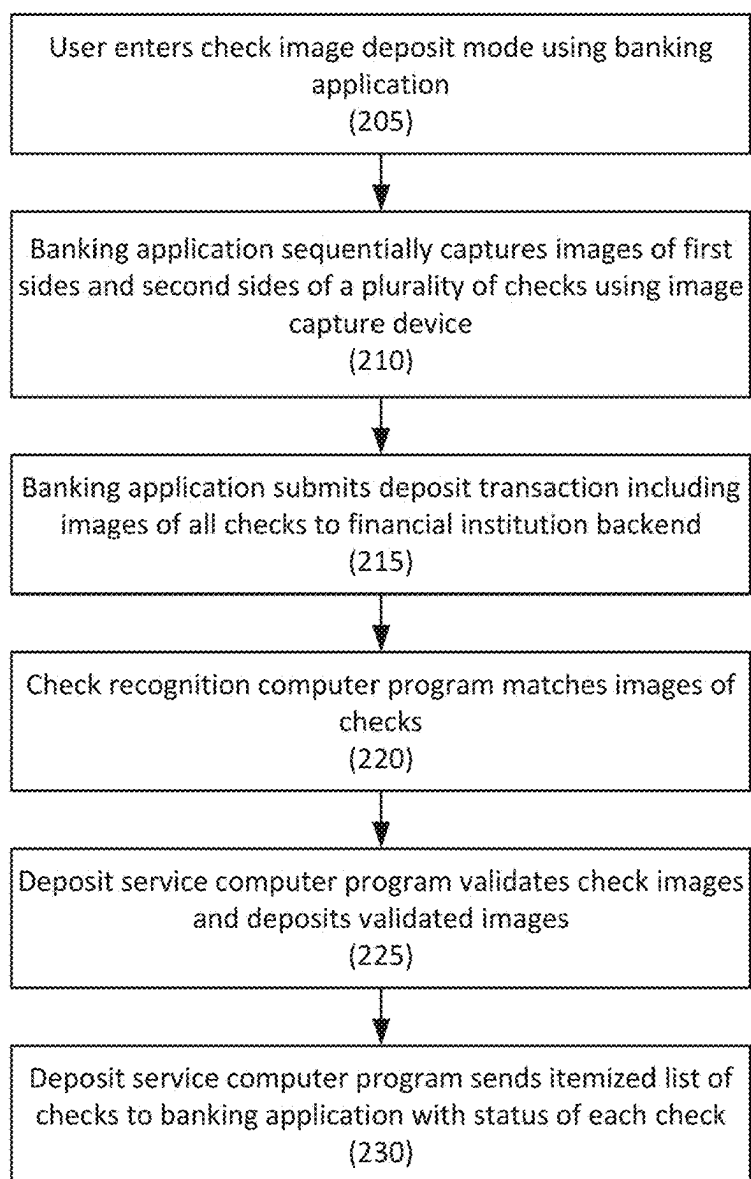 User enters check image deposit mode using banking
application
(205)
Banking application sequentially captures images of first
sides and second sides of a plurality of checks using image
capture device
(210)
Banking application submits deposit transaction including
images of all checks to financial institution backend
(215)
Check recognition computer program matches images of
checks
(220)
Deposit service computer program validates check images
and deposits validated images
(225)
Deposit service computer program sends itemized list of
checks to banking application with status of each check
(230)